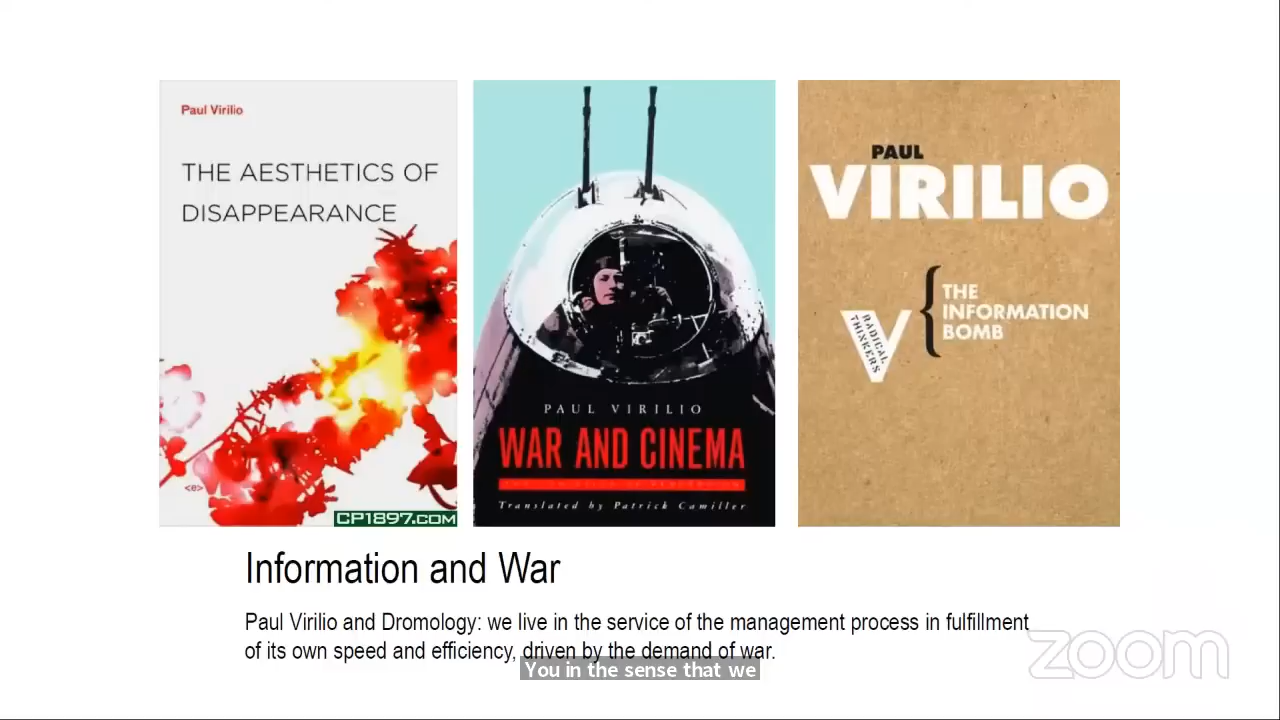 Paul Virilio
THE AESTHETICS OF
DISAPPEARANCE
<e>
CP1897.COM
PAUL VIRILIO
WAR AND CINEMA
Translated by Patrick Camiller
PAUL
VIRILIO
THE
INFORMATION
BOMB
V
RADICAL
THINKERS
Information and War
Paul Virilio and Dromology: we live in the service of the management process in fulfillment
of its own speed and efficiency, driven by the demand of war.
You in the sense that we
zoom